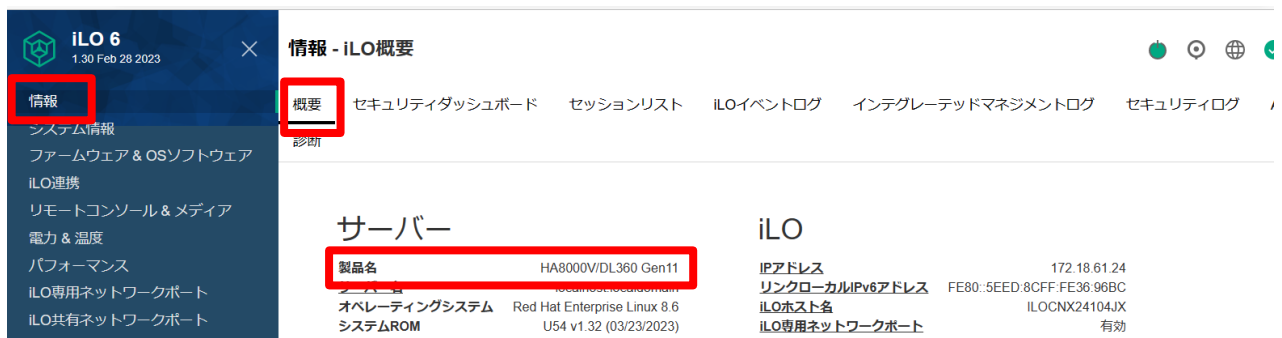 iLO 6
1.30 Feb 28 2023
情報
システム情報
ファームウェア & OSソフトウェア
iLO連携
リモートコンソール & メディア
電力 & 温度
パフォーマンス
iLO専用ネットワークポート
iLO共有ネットワークポート
情報 - iLO概要
概要 セキュリティダッシュボード セッションリスト iLOイベントログ インテグレーテッドマネジメントログ セキュリティログ
診断
サーバー
製品名 HA8000V/DL360 Gen11
サーバー名 localhost.localdomain
オペレーティングシステム Red Hat Enterprise Linux 8.6
システムROM U54 v1.32 (03/23/2023)
iLO
IPアドレス 172.18.61.24
リンクローカルIPv6アドレス FE80::5EED:8CFF:FE36:96BC
iLOホスト名 ILOCNX24104JX
iLO専用ネットワークポート 有効